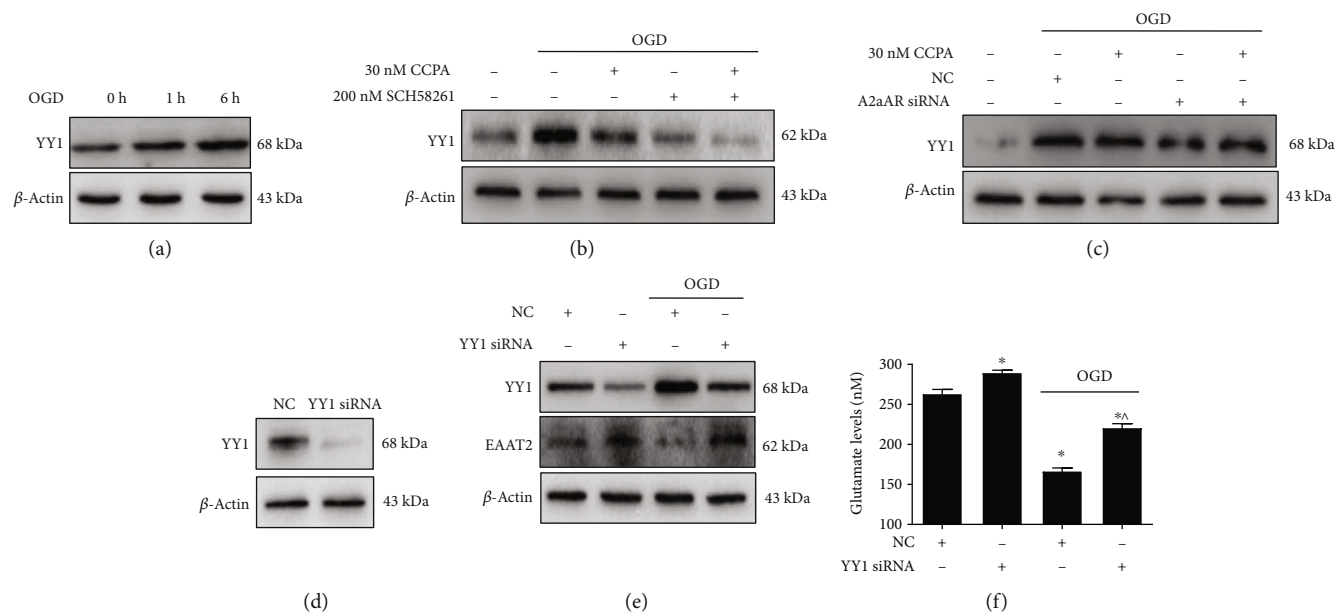 OGD 0 h 1 h 6 h
YY1 68 kDa
β-Actin 43 kDa
(a)
OGD
30 nM CCPA – – + – +
200 nM SCH58261 – – – + +
YY1 62 kDa
β-Actin 43 kDa
(b)
OGD
30 nM CCPA – – + – +
NC – + – – –
A2aAR siRNA – – – + +
YY1 68 kDa
β-Actin 43 kDa
(c)
NC YY1 siRNA
YY1 68 kDa
β-Actin 43 kDa
(d)
OGD
NC + – + –
YY1 siRNA – + – +
YY1 68 kDa
EAAT2 62 kDa
β-Actin 43 kDa
(e)
Glutamate levels (nM)
300
250
200
150
100
OGD
* * *^
NC + – + –
YY1 siRNA – + – +
(f)